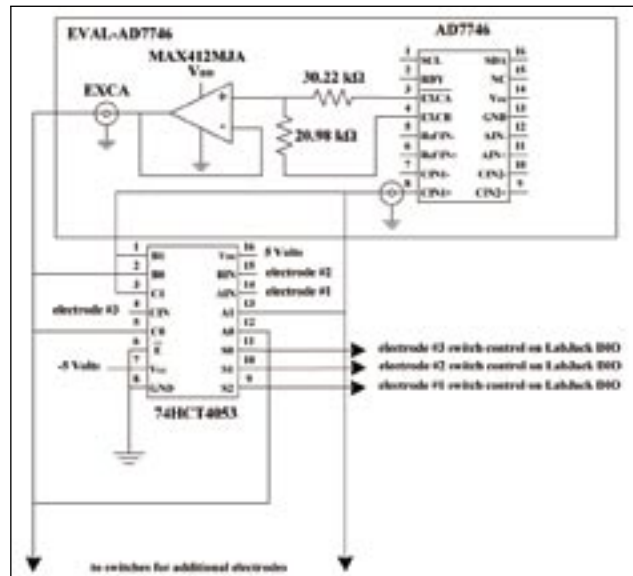 EVAL-AD7746
AD7746
MAX412MJA
VDD
EXCA
30.22 kΩ
20.98 kΩ
+
-
1 SCL SDA 16
2 RDY NC 15
3 EXCA VDD 14
4 EXCB GND 13
5 ReFIN- AIN- 12
6 ReFIN+ AIN+ 11
7 CIN1- CIN2- 10
8 CIN1+ CIN2+ 9
1 B1 16 5 Volts
2 B0 BIN 15 electrode #2
3 C1 AIN 14 electrode #1
electrode #3 4 CIN A1 13
5 C0 A0 12
6 E S0 11 electrode #3 switch control on LabJack DIO
-5 Volts 7 S1 10 electrode #2 switch control on LabJack DIO
8 GND S2 9 electrode #1 switch control on LabJack DIO
74HCT4053
to switches for additional electrodes